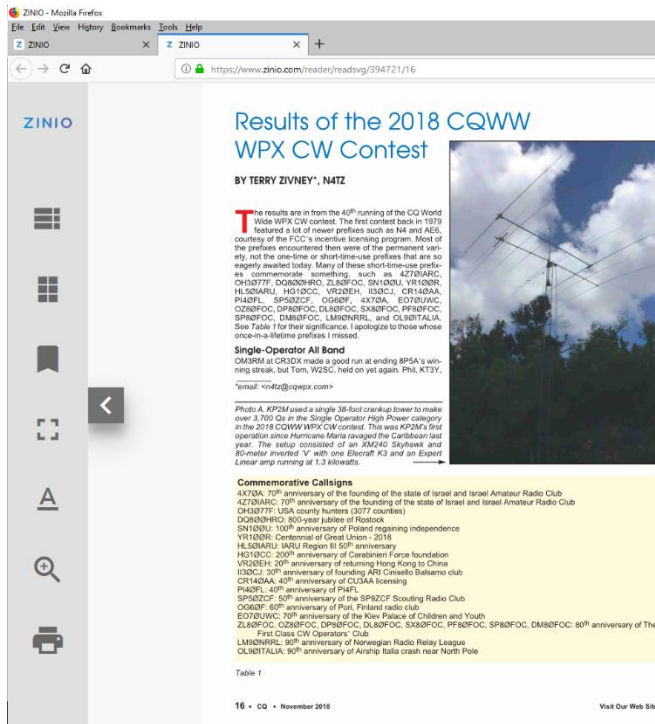 ZINIO - Mozilla Firefox
File Edit View History Bookmarks Tools Help
Z ZINIO × Z ZINIO × +
https://www.zinio.com/reader/readsvg/394721/16
ZINIO
Results of the 2018 CQWW
WPX CW Contest
BY TERRY ZIVNEY*, N4TZ
The results are in from the 40th running of the CQ World
Wide WPX CW contest. The first contest back in 1979
featured a lot of newer prefixes such as N4 and AE6,
courtesy of the FCC's incentive licensing program. Most of
the prefixes encountered then were of the permanent vari-
ety, not the one-time or short-time-use prefixes that are so
eagerly awaited today. Many of these short-time-use prefix-
es commemorate something, such as 4Z7ØIARC,
OH3Ø77F, DQ8ØØHRO, ZL8ØFOC, SN1ØØU, YR1ØØR,
HL5ØIARU, HG1ØCC, VR2ØEH, II3ØCJ, CR14ØAA,
PI4ØFL, SP5ØZCF, OG6ØF, 4X7ØA, EO7ØUWC,
OZ8ØFOC, DP8ØFOC, DL8ØFOC, SX8ØFOC, PF8ØFOC,
SP8ØFOC, DM8ØFOC, LM9ØNRRL, and OL9ØITALIA.
See Table 1 for their significance. I apologize to those whose
once-in-a-lifetime prefixes I missed.
Single-Operator All Band
OM3RM at CR3DX made a good run at ending 8P5A's win-
ning streak, but Tom, W2SC, held on yet again. Phil, KT3Y,
*email: <n4tz@cqwpx.com>
Photo A. KP2M used a single 38-foot crankup tower to make
over 3,700 Qs in the Single Operator High Power category
in the 2018 CQWW WPX CW contest. This was KP2M's first
operation since Hurricane Maria ravaged the Caribbean last
year. The setup consisted of an XM240 Skyhawk and
80-meter inverted 'V' with one Elecraft K3 and an Expert
Linear amp running at 1.3 kilowatts.
Commemorative Callsigns
4X7ØA: 70th anniversary of the founding of the state of Israel and Israel Amateur Radio Club
4Z7ØIARC: 70th anniversary of the founding of the state of Israel and Israel Amateur Radio Club
OH3Ø77F: USA county hunters (3077 counties)
DQ8ØØHRO: 800-year jubilee of Rostock
SN1ØØU: 100th anniversary of Poland regaining independence
YR1ØØR: Centennial of Great Union - 2018
HL5ØIARU: IARU Region III 50th anniversary
HG1ØCC: 200th anniversary of Carabinieri Force foundation
VR2ØEH: 20th anniversary of returning Hong Kong to China
II3ØCJ: 30th anniversary of founding ARI Cinisello Balsamo club
CR14ØAA: 40th anniversary of CU3AA licensing
PI4ØFL: 40th anniversary of PI4FL
SP5ØZCF: 50th anniversary of the SP9ZCF Scouting Radio Club
OG6ØF: 60th anniversary of Pori, Finland radio club
EO7ØUWC: 70th anniversary of the Kiev Palace of Children and Youth
ZL8ØFOC, OZ8ØFOC, DP8ØFOC, DL8ØFOC, SX8ØFOC, PF8ØFOC, SP8ØFOC, DM8ØFOC: 80th anniversary of The
First Class CW Operators' Club
LM9ØNRRL: 90th anniversary of Norwegian Radio Relay League
OL9ØITALIA: 90th anniversary of Airship Italia crash near North Pole
Table 1
16 • CQ • November 2018
Visit Our Web Site
A